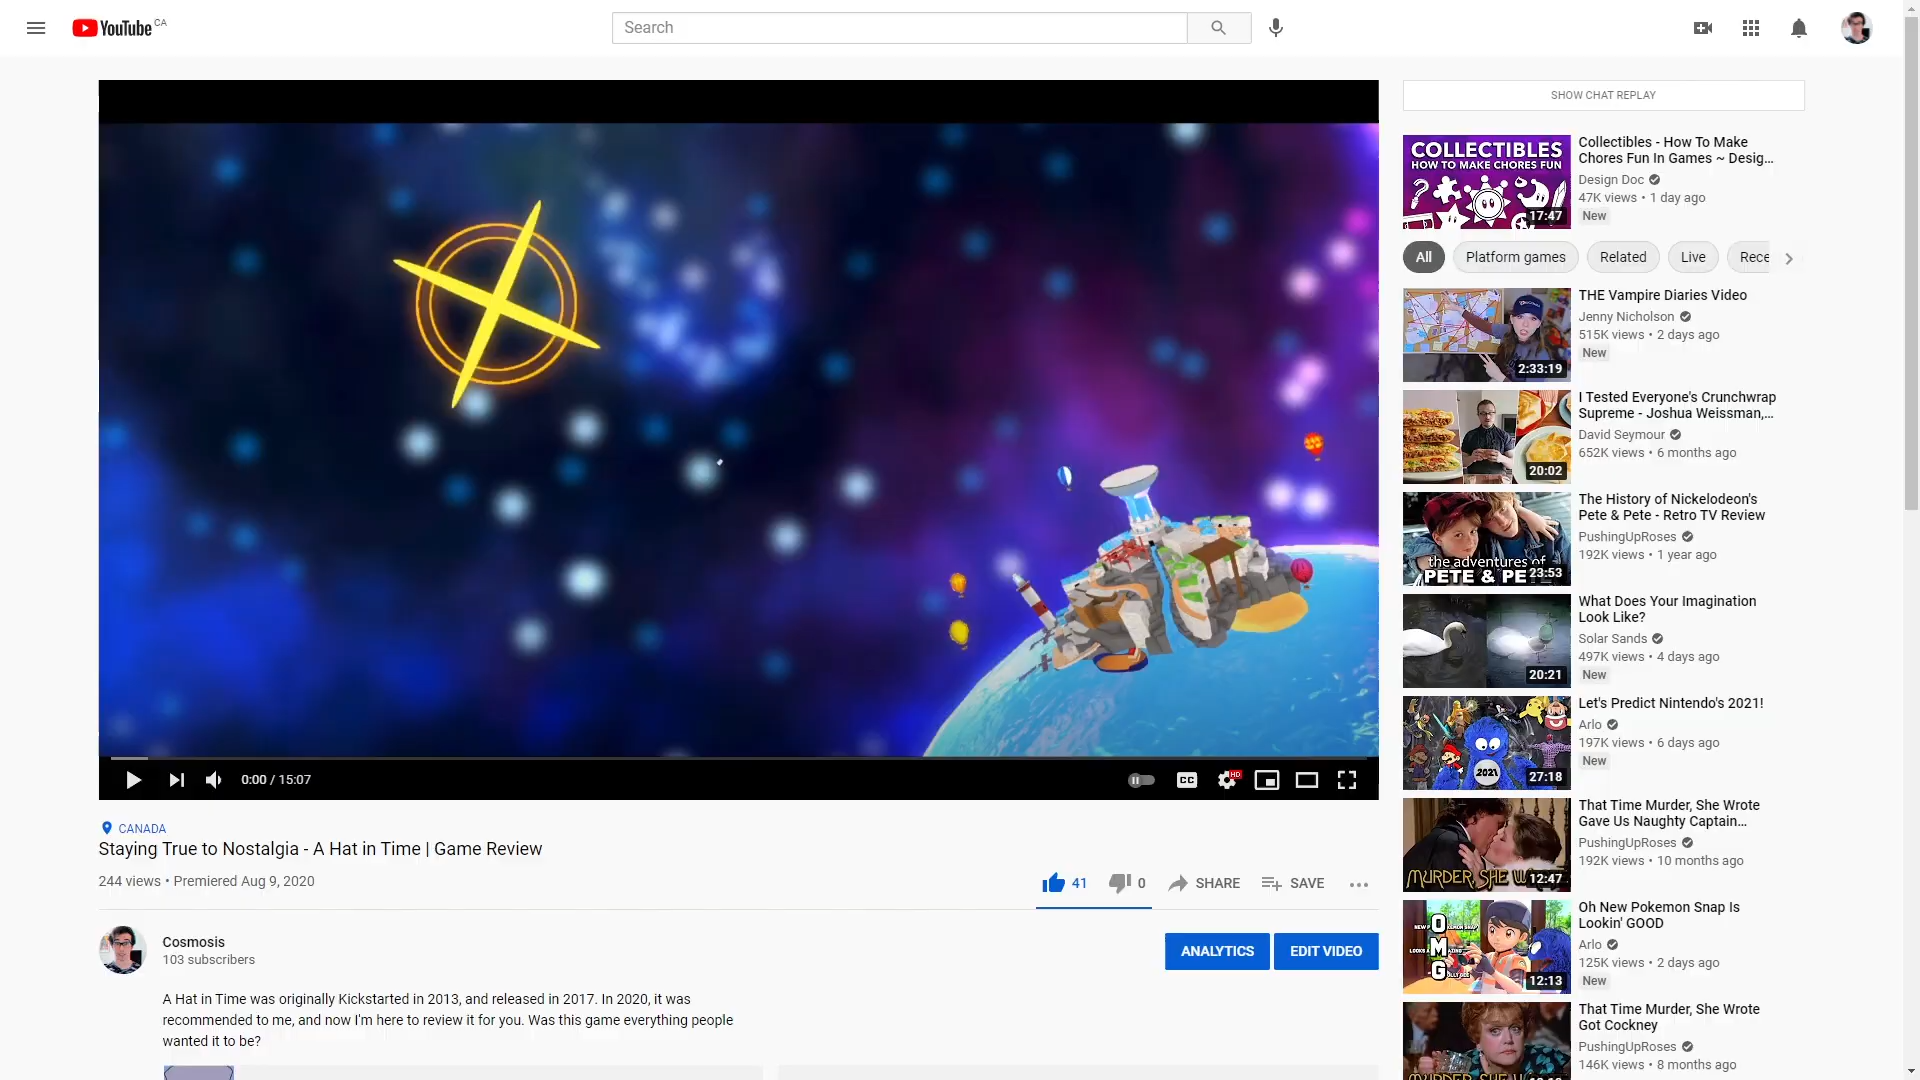 YouTube CA
Search
SHOW CHAT REPLAY
COLLECTIBLES
HOW TO MAKE CHORES FUN
17:47
Collectibles - How To Make
Chores Fun In Games ~ Desig...
Design Doc
47K views • 1 day ago
New
All
Platform games
Related
Live
Rece
2:33:19
THE Vampire Diaries Video
Jenny Nicholson
515K views • 2 days ago
New
20:02
I Tested Everyone's Crunchwrap
Supreme - Joshua Weissman,...
David Seymour
652K views • 6 months ago
the adventures of
PETE & PE
23:53
The History of Nickelodeon's
Pete & Pete - Retro TV Review
PushingUpRoses
192K views • 1 year ago
20:21
What Does Your Imagination
Look Like?
Solar Sands
497K views • 4 days ago
New
2021
27:18
Let's Predict Nintendo's 2021!
Arlo
197K views • 6 days ago
New
MURDER, SHE W
12:47
That Time Murder, She Wrote
Gave Us Naughty Captain...
PushingUpRoses
192K views • 10 months ago
OMG
12:13
Oh New Pokemon Snap Is
Lookin' GOOD
Arlo
125K views • 2 days ago
New
That Time Murder, She Wrote
Got Cockney
PushingUpRoses
146K views • 8 months ago
0:00 / 15:07
CC
HD
CANADA
Staying True to Nostalgia - A Hat in Time | Game Review
244 views • Premiered Aug 9, 2020
41
0
SHARE
SAVE
Cosmosis
103 subscribers
ANALYTICS
EDIT VIDEO
A Hat in Time was originally Kickstarted in 2013, and released in 2017. In 2020, it was
recommended to me, and now I'm here to review it for you. Was this game everything people
wanted it to be?